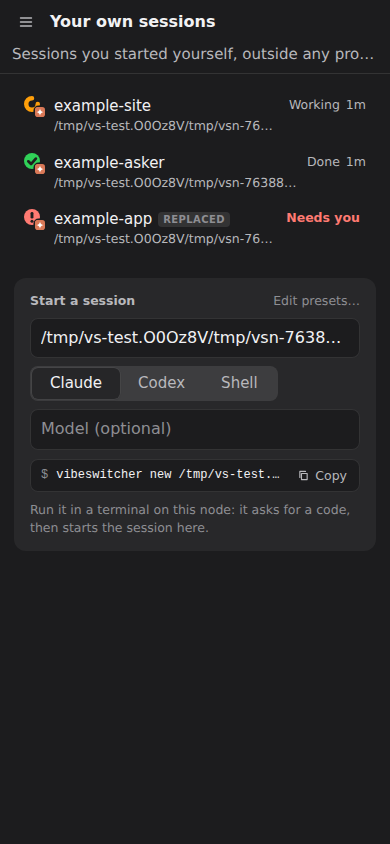 Your own sessions
Sessions you started yourself, outside any pro…
example-site Working 1m
/tmp/vs-test.O0Oz8V/tmp/vsn-76…
example-asker Done 1m
/tmp/vs-test.O0Oz8V/tmp/vsn-76388…
example-app REPLACED Needs you
/tmp/vs-test.O0Oz8V/tmp/vsn-76…
Start a session Edit presets…
/tmp/vs-test.O0Oz8V/tmp/vsn-7638…
Claude Codex Shell
Model (optional)
$ vibeswitcher new /tmp/vs-test.… Copy
Run it in a terminal on this node: it asks for a code,
then starts the session here.